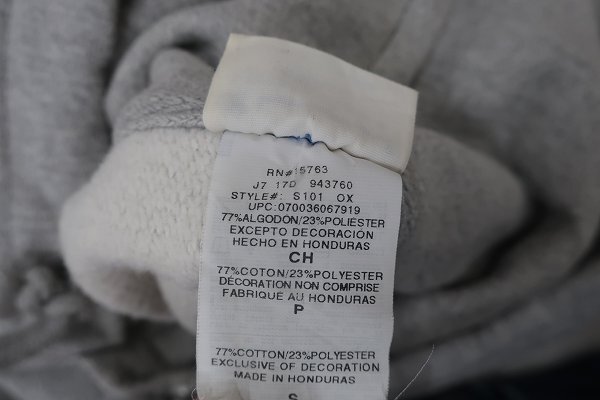 RN#15763
J7 17D 943760
STYLE#: S101 OX
UPC:070036067919
77%ALGODON/23%POLIESTER
EXCEPTO DECORACIÓN
HECHO EN HONDURAS
CH
77%COTON/23%POLYESTER
DÉCORATION NON COMPRISE
FABRIQUE AU HONDURAS
P
77%COTTON/23%POLYESTER
EXCLUSIVE OF DECORATION
MADE IN HONDURAS
S